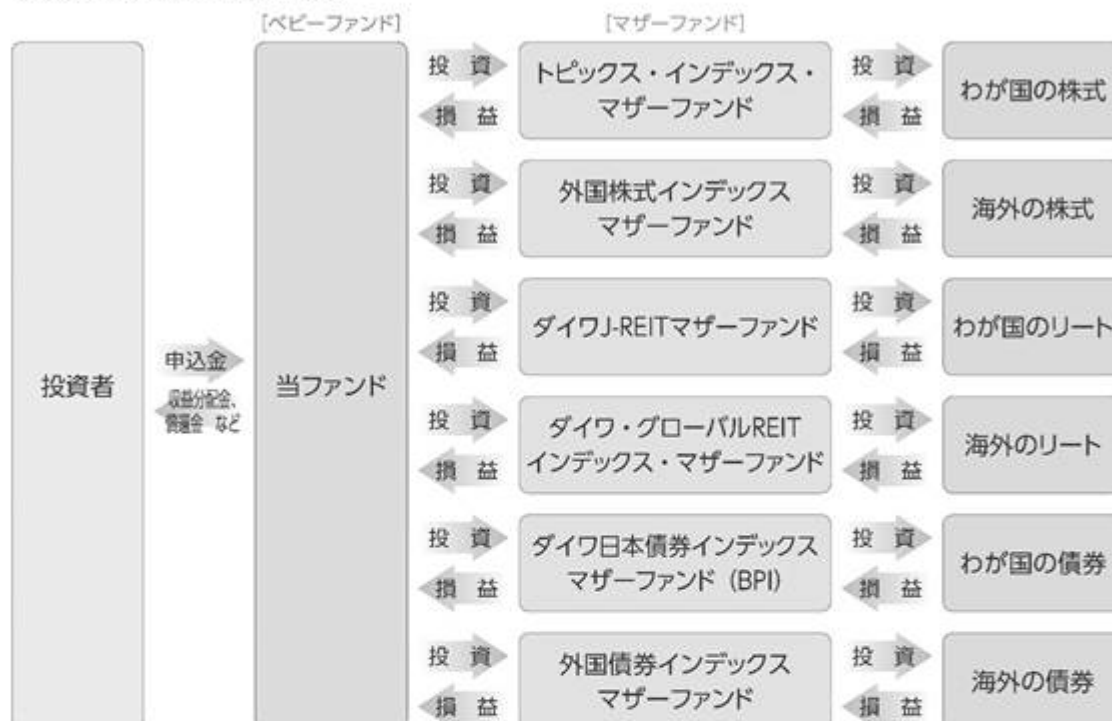 [ベビーファンド]
[マザーファンド]
投資者
申込金
収益分配金、
償還金 など
当ファンド
投 資
損 益
トピックス・インデックス・
マザーファンド
投 資
損 益
わが国の株式
投 資
損 益
外国株式インデックス
マザーファンド
投 資
損 益
海外の株式
投 資
損 益
ダイワJ-REITマザーファンド
投 資
損 益
わが国のリート
投 資
損 益
ダイワ・グローバルREIT
インデックス・マザーファンド
投 資
損 益
海外のリート
投 資
損 益
ダイワ日本債券インデックス
マザーファンド (BPI)
投 資
損 益
わが国の債券
投 資
損 益
外国債券インデックス
マザーファンド
投 資
損 益
海外の債券